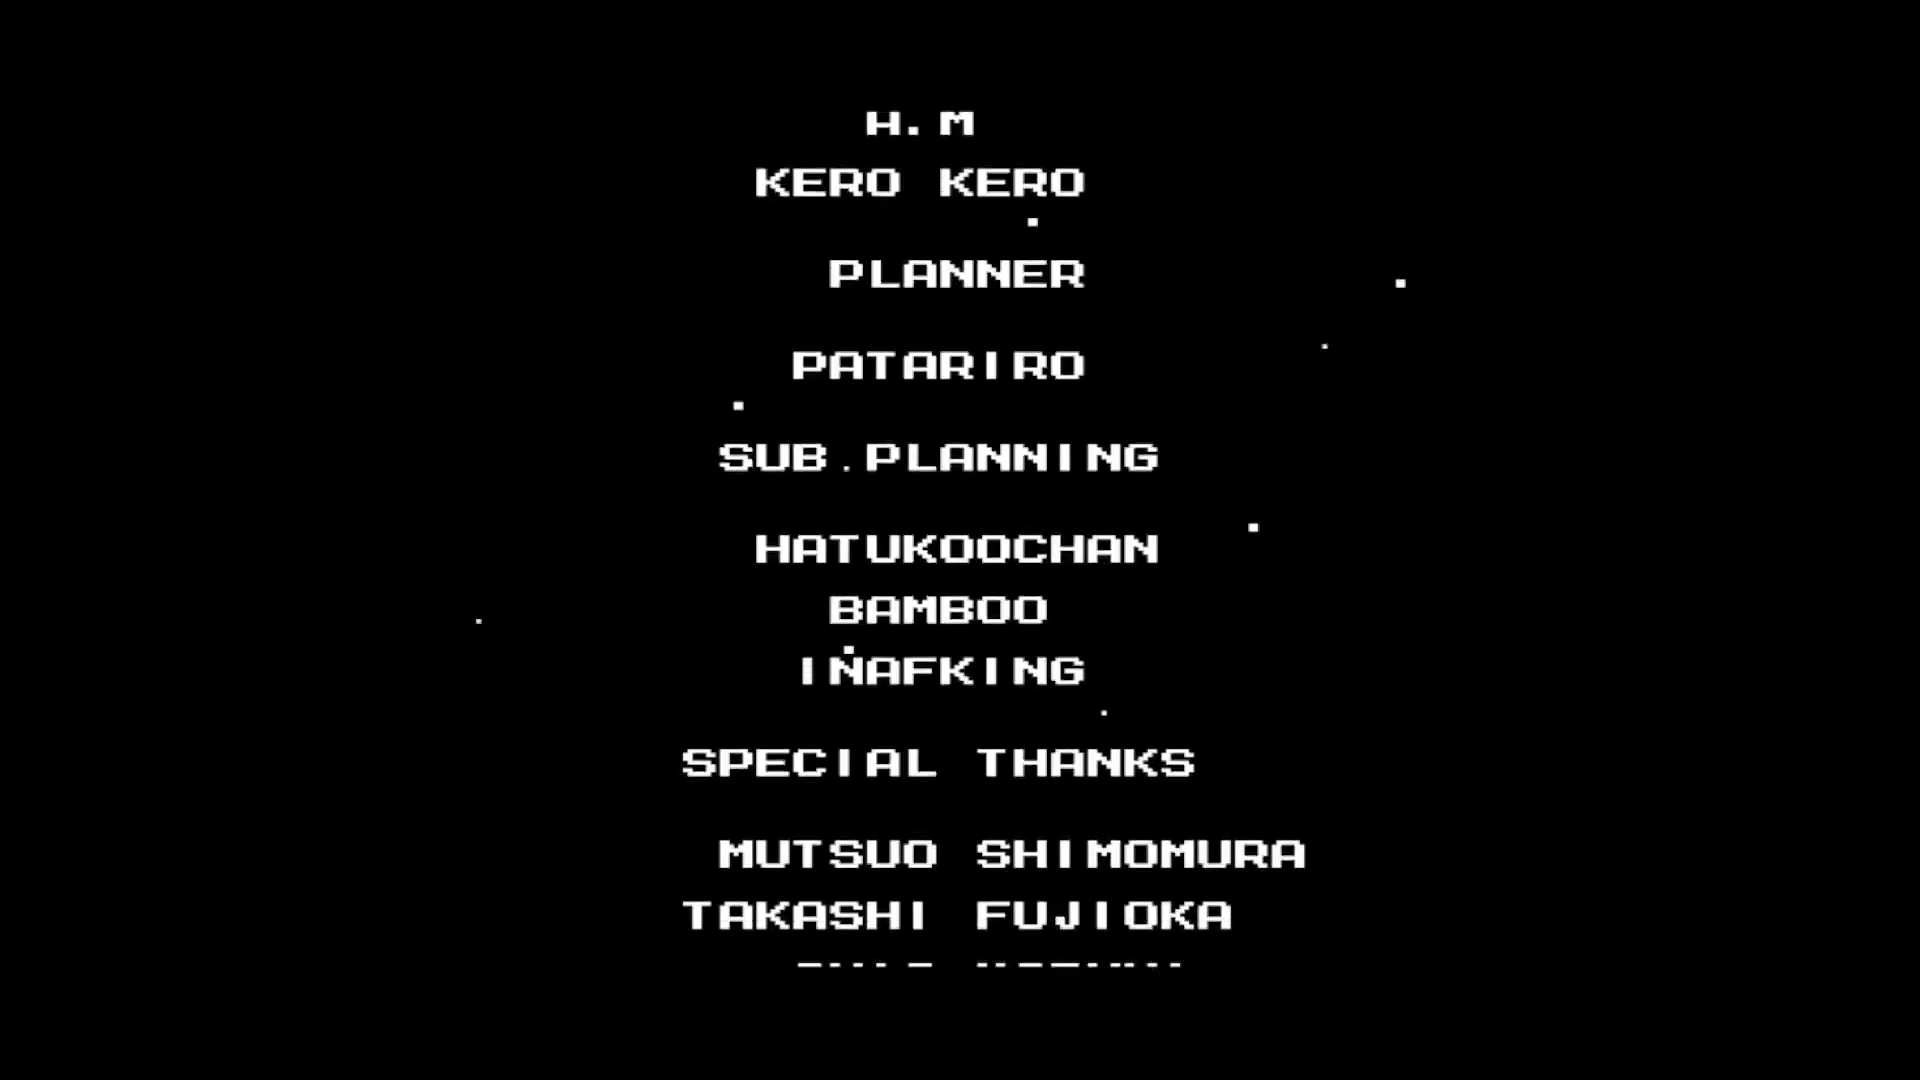 H.M
KERO KERO
PLANNER
PATARIRO
SUB.PLANNING
HATUKOOCHAN
BAMBOO
INAFKING
SPECIAL THANKS
MUTSUO SHIMOMURA
TAKASHI FUJIOKA